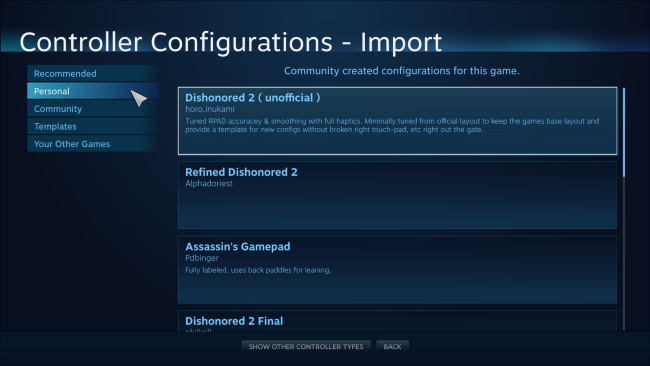 Controller Configurations - Import
Recommended
Personal
Community
Templates
Your Other Games
Community created configurations for this game.
Dishonored 2 ( unofficial )
horo.inukami
Tuned RPAD accuracey & smoothing with full haptics. Minimally tuned from official layout to keep the games base layout and
provide a template for new configs without broken right touch-pad, etc right out the gate.
Refined Dishonored 2
Alphadoriest
Assassin's Gamepad
Pdbinger
Fully labeled, uses back paddles for leaning.
Dishonored 2 Final
SHOW OTHER CONTROLLER TYPES
BACK